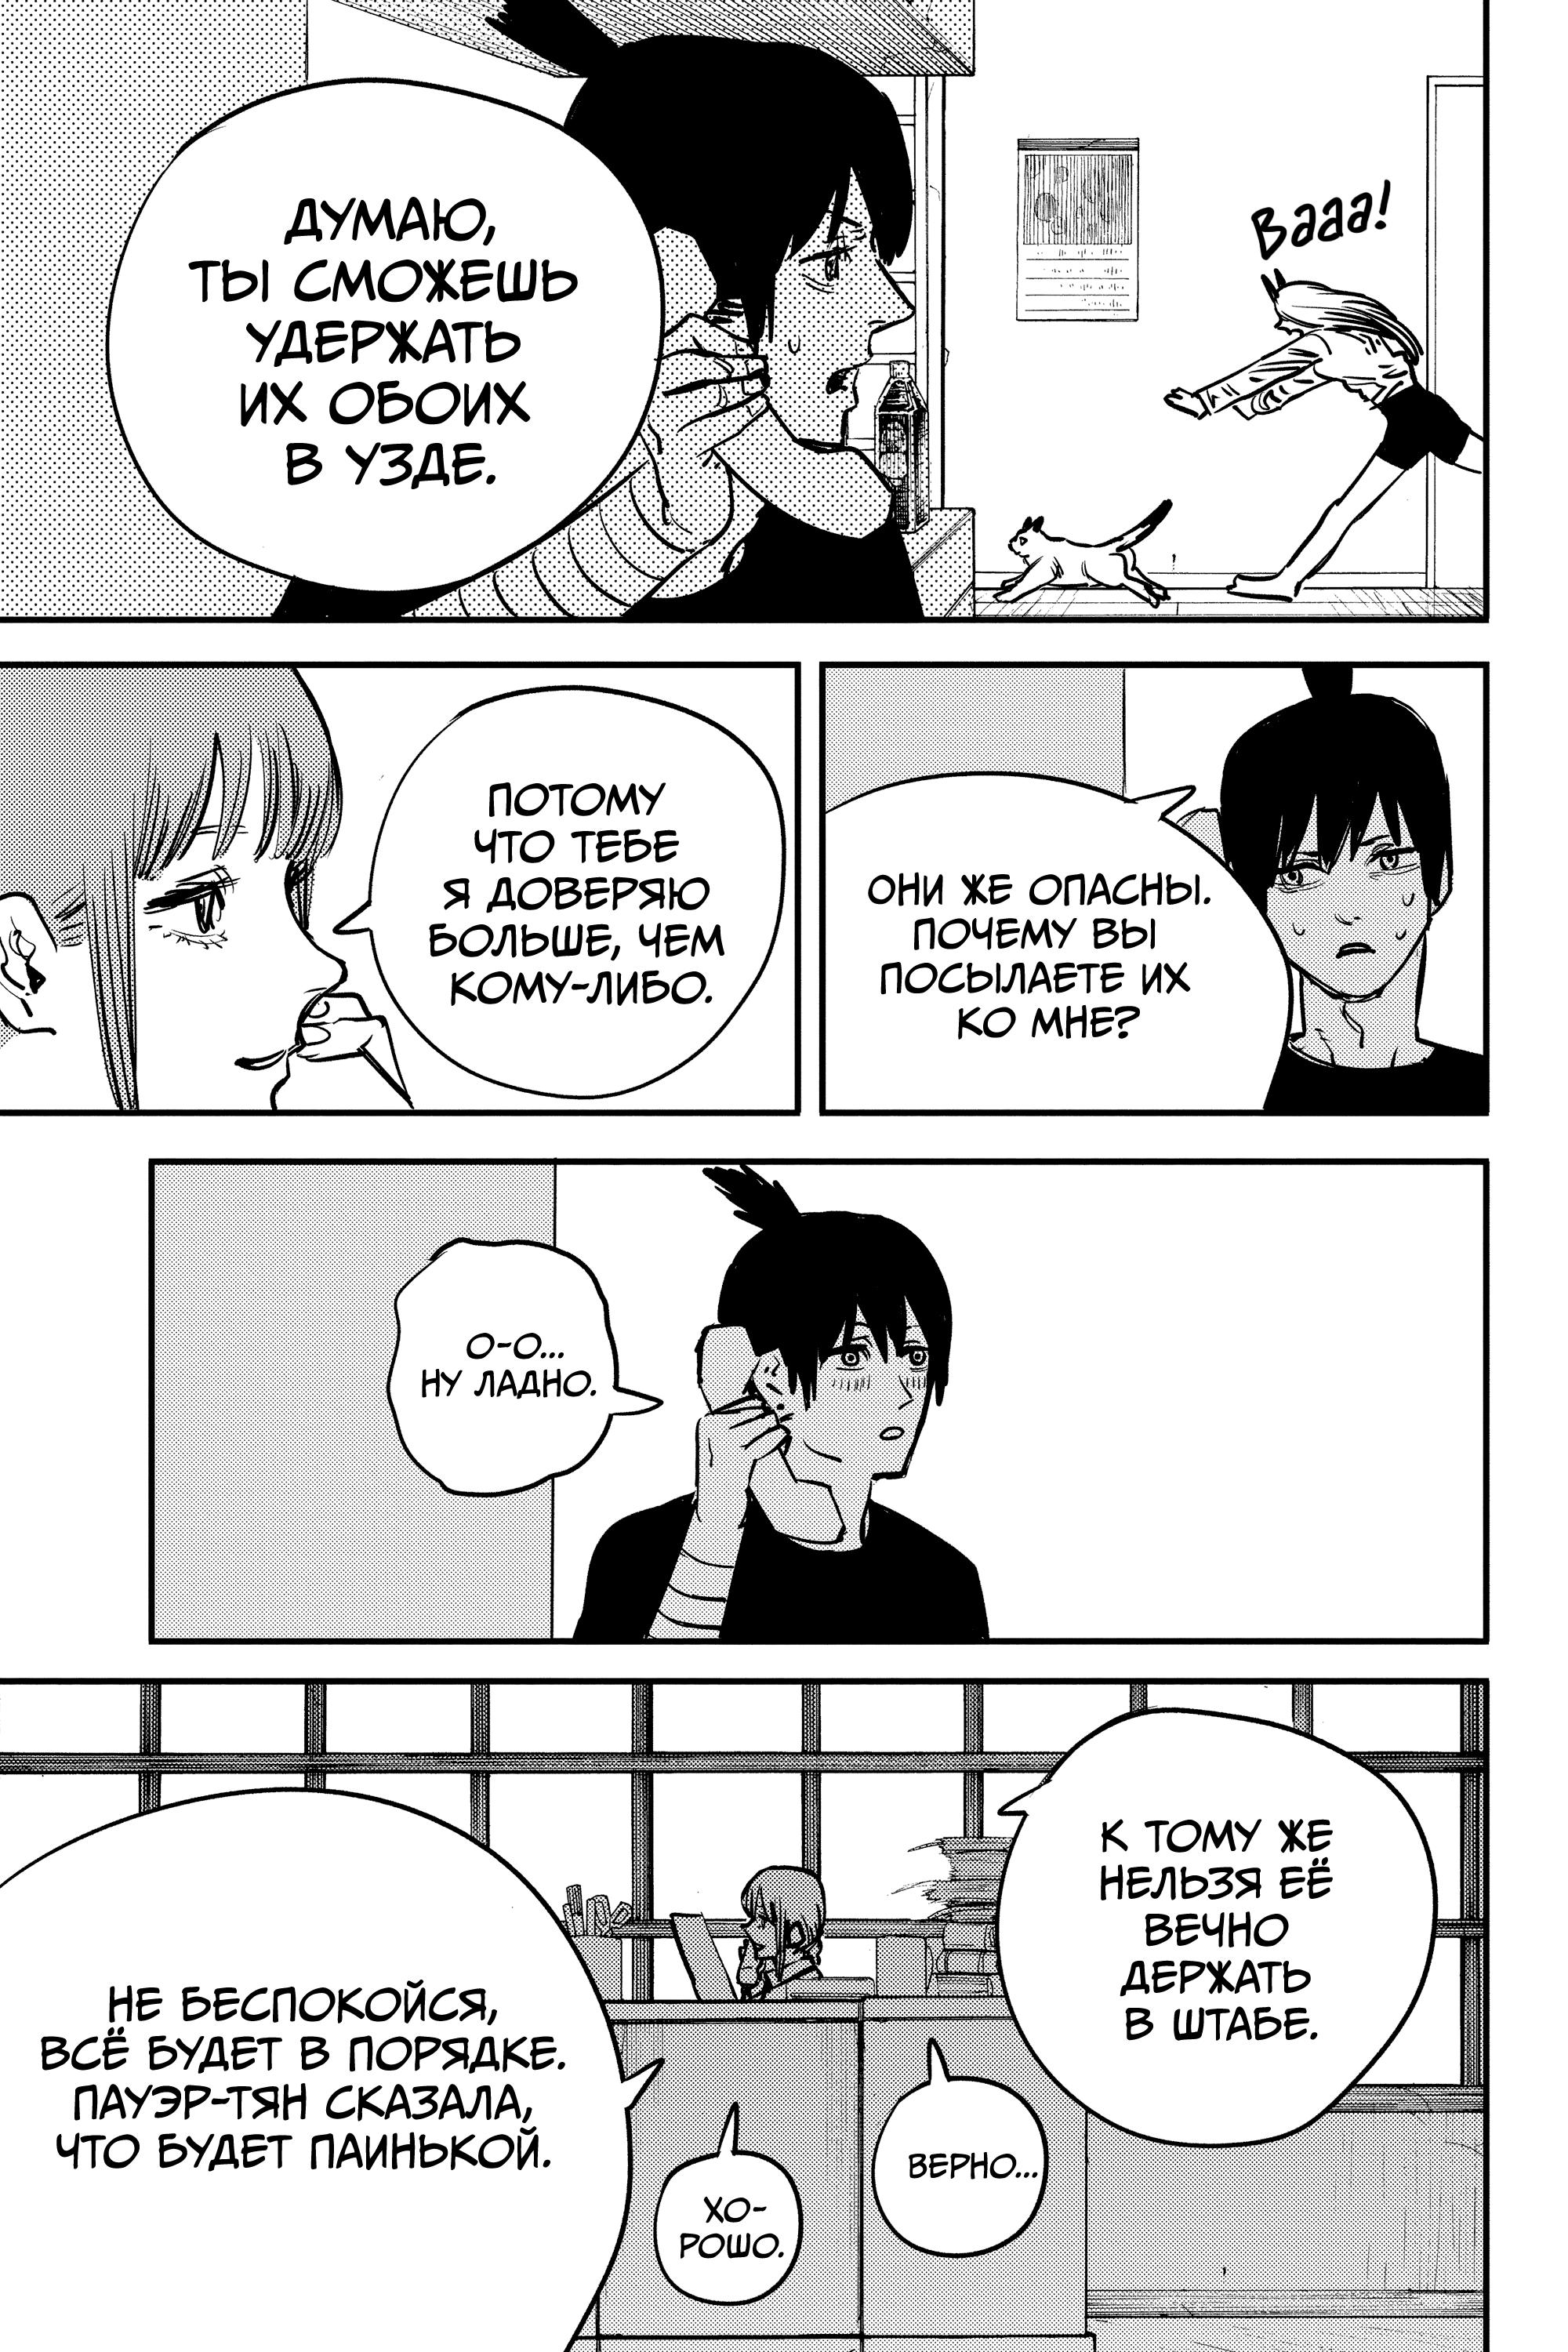 ДУМАЮ,
ТЫ СМОЖЕШЬ
УДЕРЖАТЬ
ИХ ОБОИХ
В УЗДЕ.
Вааа!
ОНИ ЖЕ ОПАСНЫ.
ПОЧЕМУ ВЫ
ПОСЫЛАЕТЕ ИХ
КО МНЕ?
ПОТОМУ
ЧТО ТЕБЕ
Я ДОВЕРЯЮ
БОЛЬШЕ, ЧЕМ
КОМУ-ЛИБО.
О-О...
НУ ЛАДНО.
К ТОМУ ЖЕ
НЕЛЬЗЯ ЕЁ
ВЕЧНО
ДЕРЖАТЬ
В ШТАБЕ.
ВЕРНО...
НЕ БЕСПОКОЙСЯ,
ВСЁ БУДЕТ В ПОРЯДКЕ.
ПАУЭР-ТЯН СКАЗАЛА,
ЧТО БУДЕТ ПАИНЬКОЙ.
ХО-
РОШО.